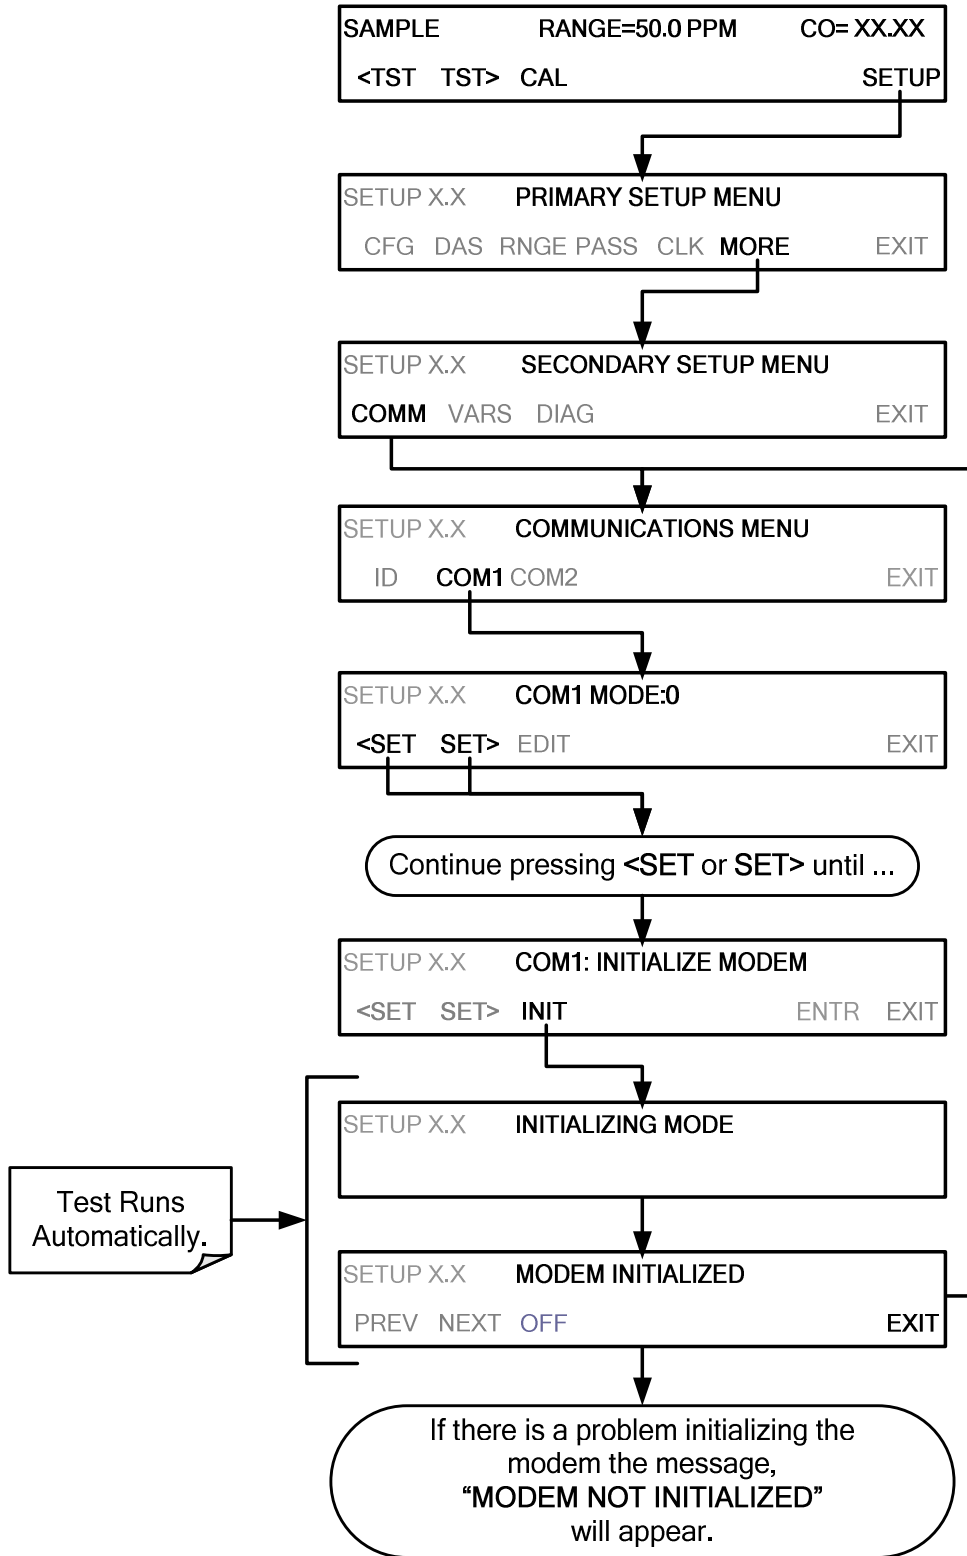 SAMPLE RANGE=50.0 PPM CO= XX.XX
<TST TST> CAL SETUP
SETUP X.X PRIMARY SETUP MENU
CFG DAS RNGE PASS CLK MORE EXIT
SETUP X.X SECONDARY SETUP MENU
COMM VARS DIAG EXIT
SETUP X.X COMMUNICATIONS MENU
ID COM1 COM2 EXIT
SETUP X.X COM1 MODE:0
<SET SET> EDIT EXIT
Continue pressing <SET or SET> until ...
SETUP X.X COM1: INITIALIZE MODEM
<SET SET> INIT ENTR EXIT
SETUP X.X INITIALIZING MODE
Test Runs
Automatically.
SETUP X.X MODEM INITIALIZED
PREV NEXT OFF EXIT
If there is a problem initializing the
modem the message,
“MODEM NOT INITIALIZED”
will appear.